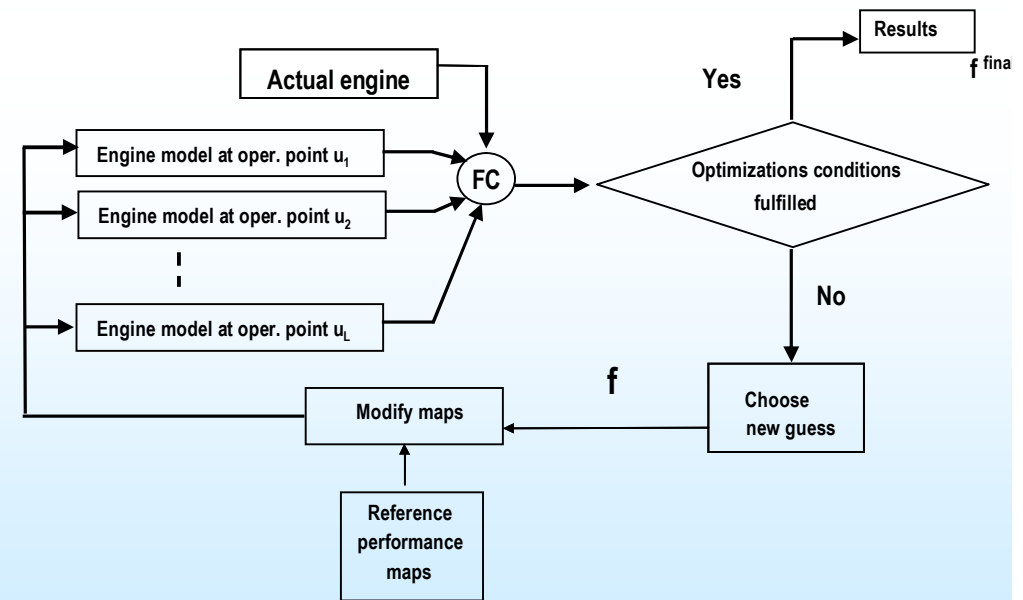 Results
f final
Yes
Actual engine
Engine model at oper. point u1
FC
Optimizations conditions
fulfilled
Engine model at oper. point u2
No
Engine model at oper. point uL
f
Choose
new guess
Modify maps
Reference
performance
maps